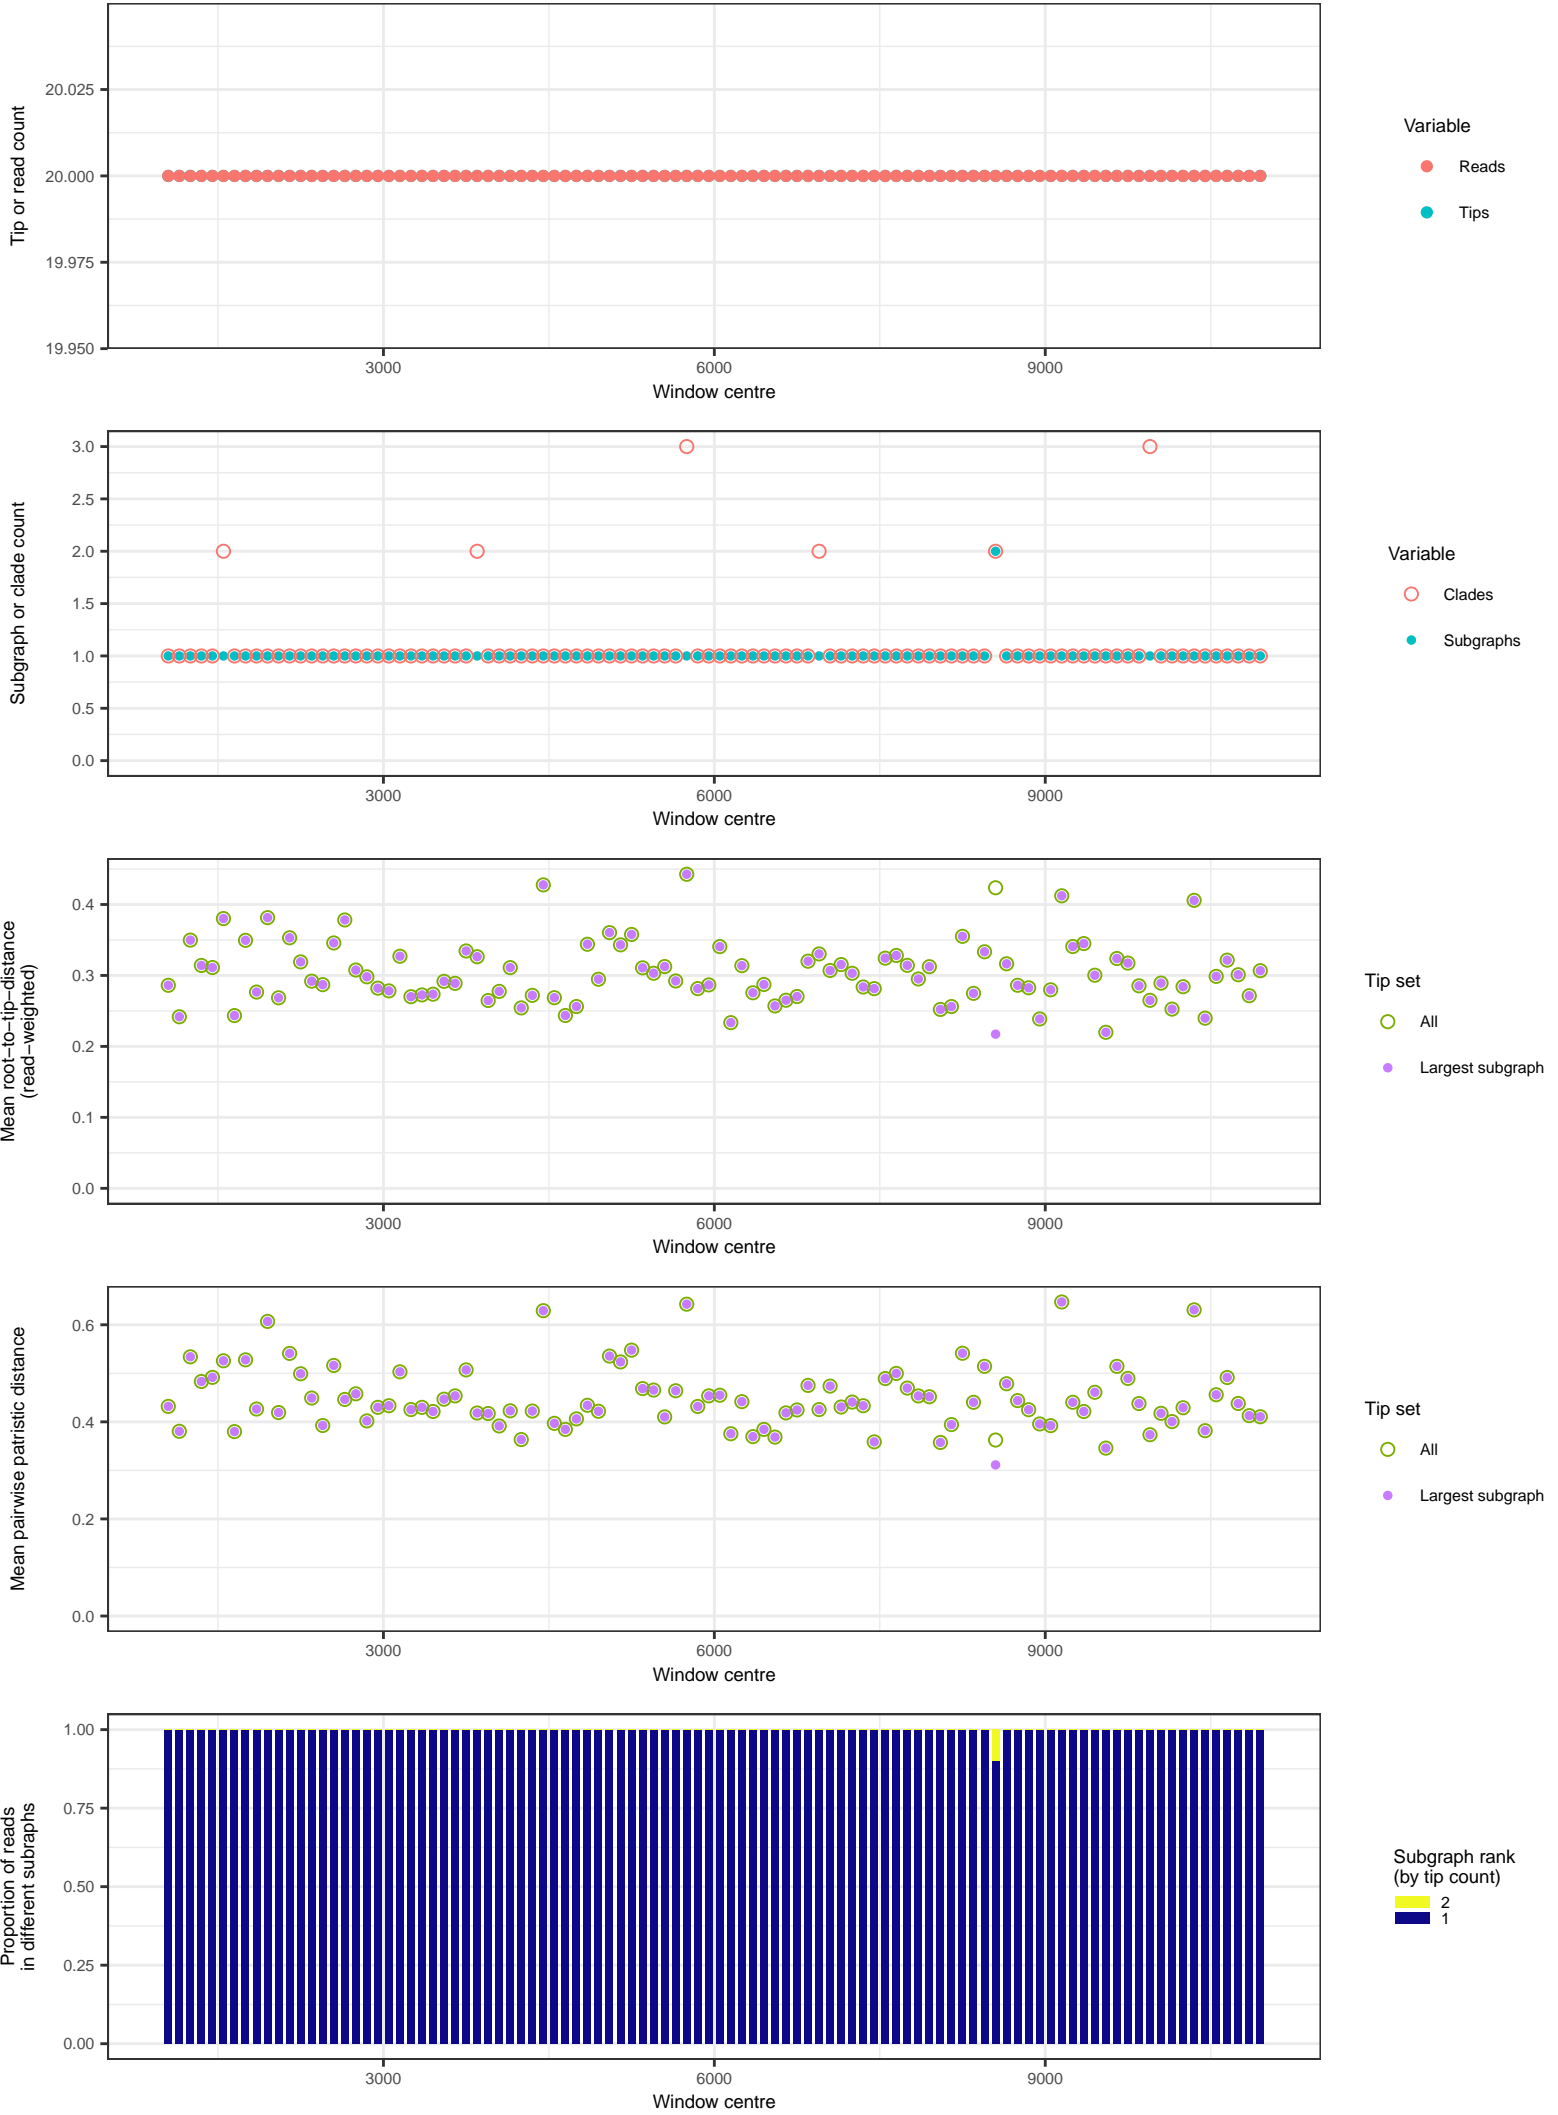 Tip or read count
20.025
20.000
19.975
19.950
3000
6000
9000
Window centre
Variable
Reads
Tips
Subgraph or clade count
3.0
2.5
2.0
1.5
1.0
0.5
0.0
3000
6000
9000
Window centre
Variable
Clades
Subgraphs
Mean root−to−tip−distance
(read−weighted)
0.4
0.3
0.2
0.1
0.0
3000
6000
9000
Window centre
Tip set
All
Largest subgraph
Mean pairwise patristic distance
0.6
0.4
0.2
0.0
3000
6000
9000
Window centre
Tip set
All
Largest subgraph
Proportion of reads
in different subraphs
1.00
0.75
0.50
0.25
0.00
3000
6000
9000
Window centre
Subgraph rank
(by tip count)
2
1